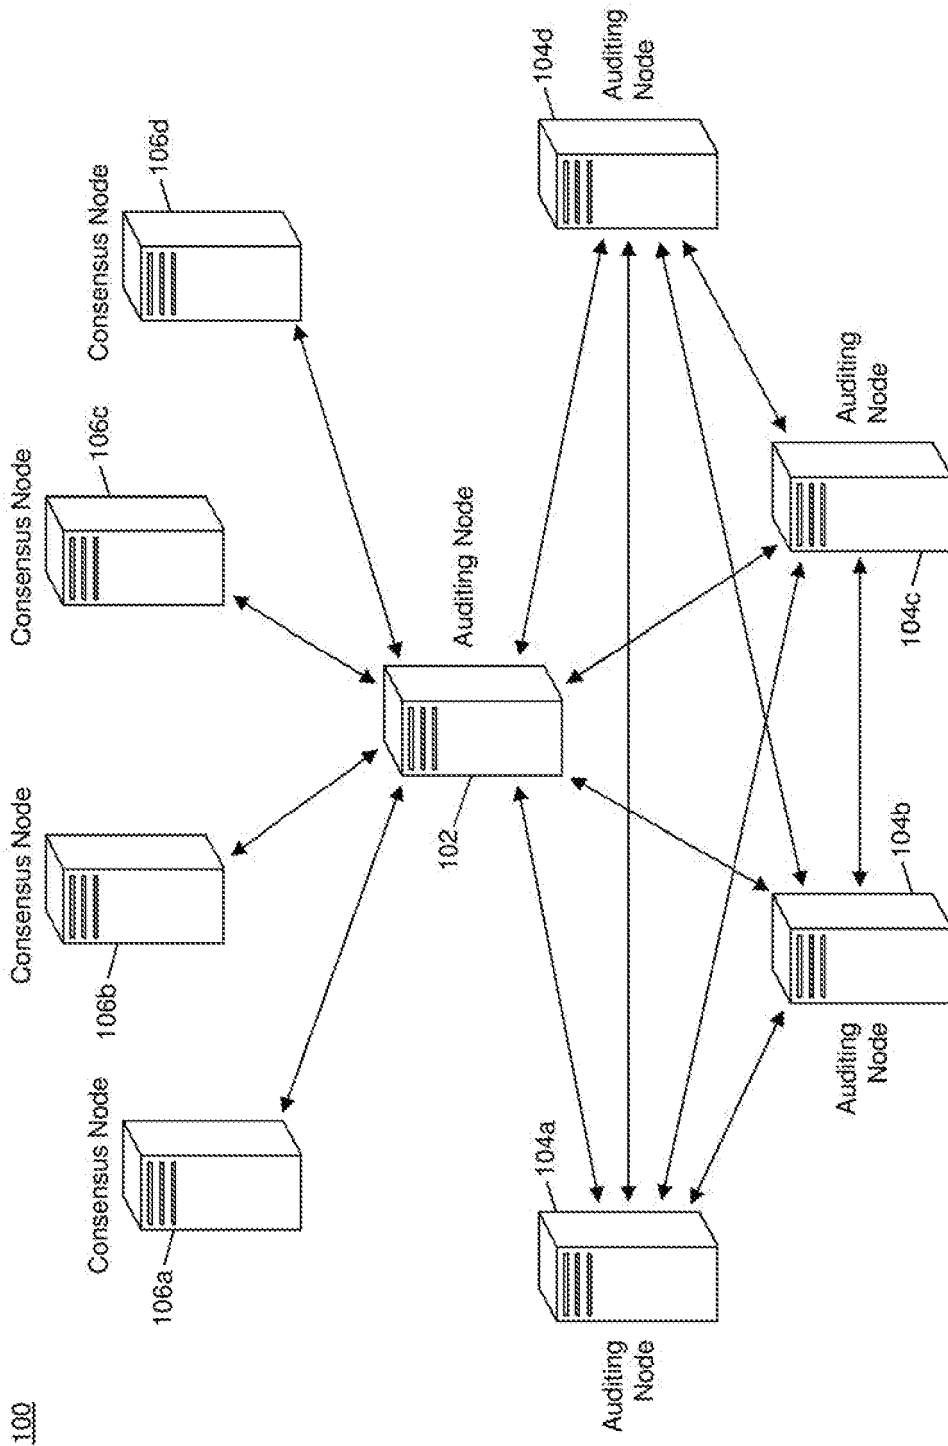 100
Consensus Node
106a
Consensus Node
106b
Consensus Node
106c
Consensus Node
106d
102
Auditing Node
Auditing
Node
104a
Auditing
Node
104b
104c
Auditing
Node
104d
Auditing
Node